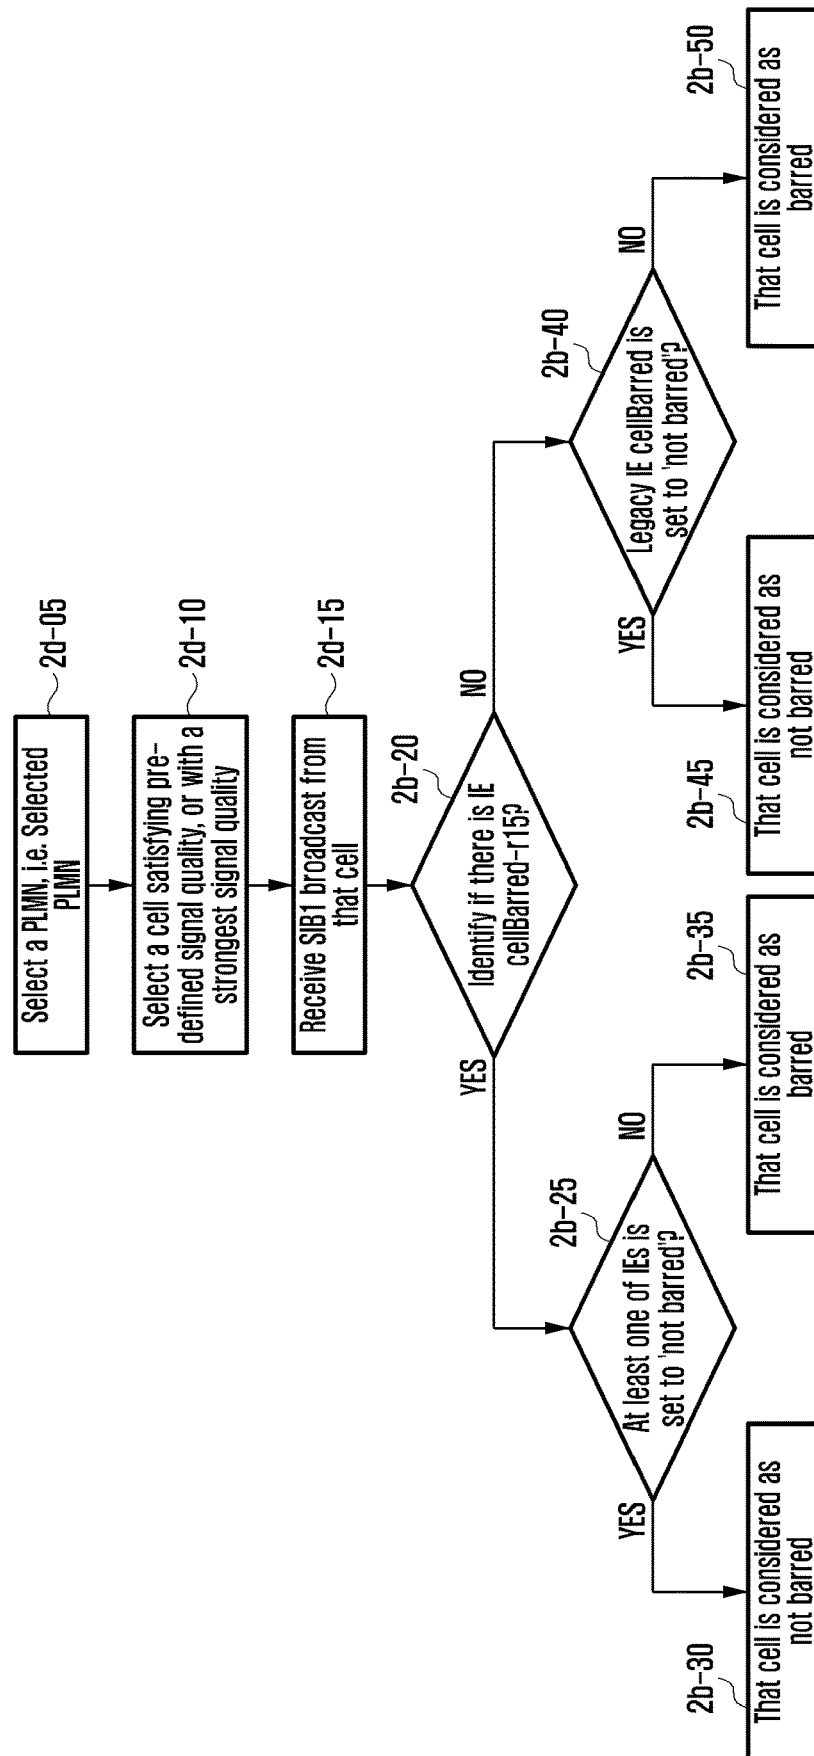 Select a PLMN, i.e. Selected
PLMN
2d-05
Select a cell satisfying pre-
defined signal quality, or with a
strongest signal quality
2d-10
Receive SIB1 broadcast from
that cell
2d-15
2b-20
Identify if there is IE
cellBarred-r15?
YES
NO
2b-25
At least one of IEs is
set to 'not barred'?
YES
NO
2b-40
Legacy IE cellBarred is
set to 'not barred'?
YES
NO
2b-30
That cell is considered as
not barred
2b-35
That cell is considered as
barred
2b-45
That cell is considered as
not barred
2b-50
That cell is considered as
barred